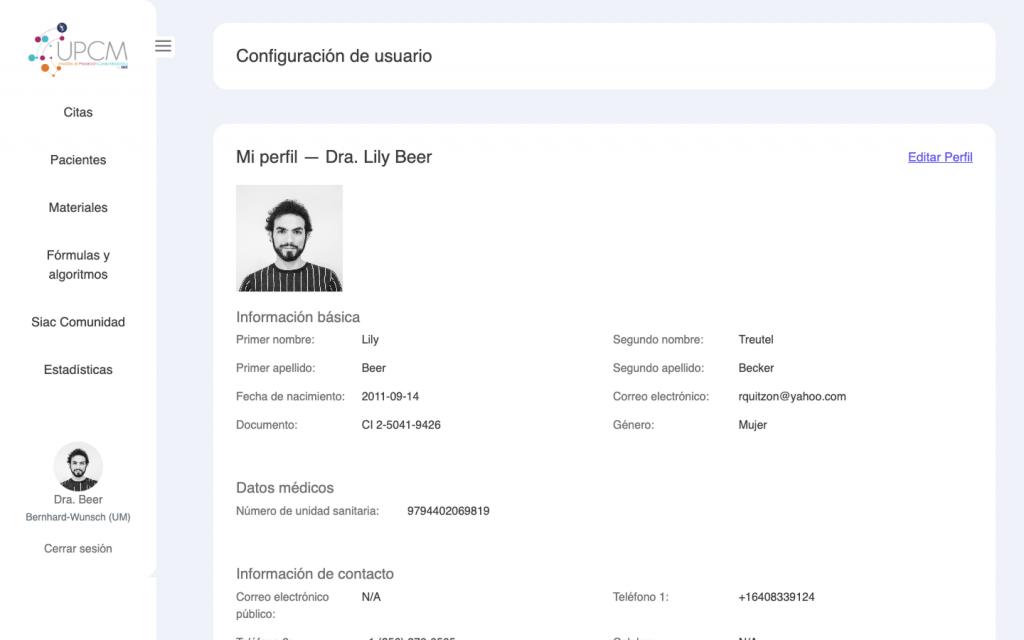 UPCM
Configuración de usuario
Citas
Pacientes
Materiales
Fórmulas y
algoritmos
Siac Comunidad
Estadísticas
Dra. Beer
Bernhard-Wunsch (UM)
Cerrar sesión
Mi perfil — Dra. Lily Beer
Editar Perfil
Información básica
Primer nombre: Lily
Segundo nombre: Treutel
Primer apellido: Beer
Segundo apellido: Becker
Fecha de nacimiento: 2011-09-14
Correo electrónico: rquitzon@yahoo.com
Documento: CI 2-5041-9426
Género: Mujer
Datos médicos
Número de unidad sanitaria: 9794402069819
Información de contacto
Correo electrónico
público: N/A
Teléfono 1: +16408339124